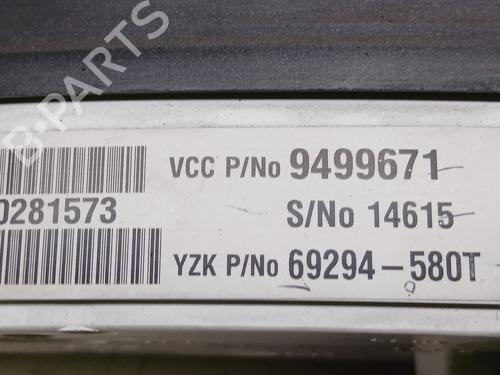 B-PARTS
VCC P/No 9499671
0281573
S/No 14615
YZK P/No 69294-580T